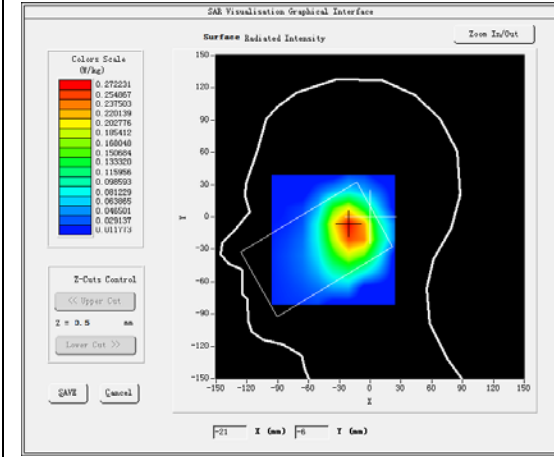 SAR Visualisation Graphical Interface
Surface Radiated Intensity
Zoom In/Out
Colors Scale
(W/kg)
0.272231
0.254867
0.237503
0.220139
0.202776
0.185412
0.168048
0.150684
0.133320
0.115956
0.098593
0.081229
0.063865
0.046501
0.029137
0.011773
150
120
90
60
30
0
-30
-60
-90
-120
-150
Y
-150 -120 -90 -60 -30 0 30 60 90 120 150
X
Z-Cuts Control
<< Upper Cut
Z = 0.5 mm
Lower Cut >>
SAVE Cancel
-21 X (mm) -6 Y (mm)